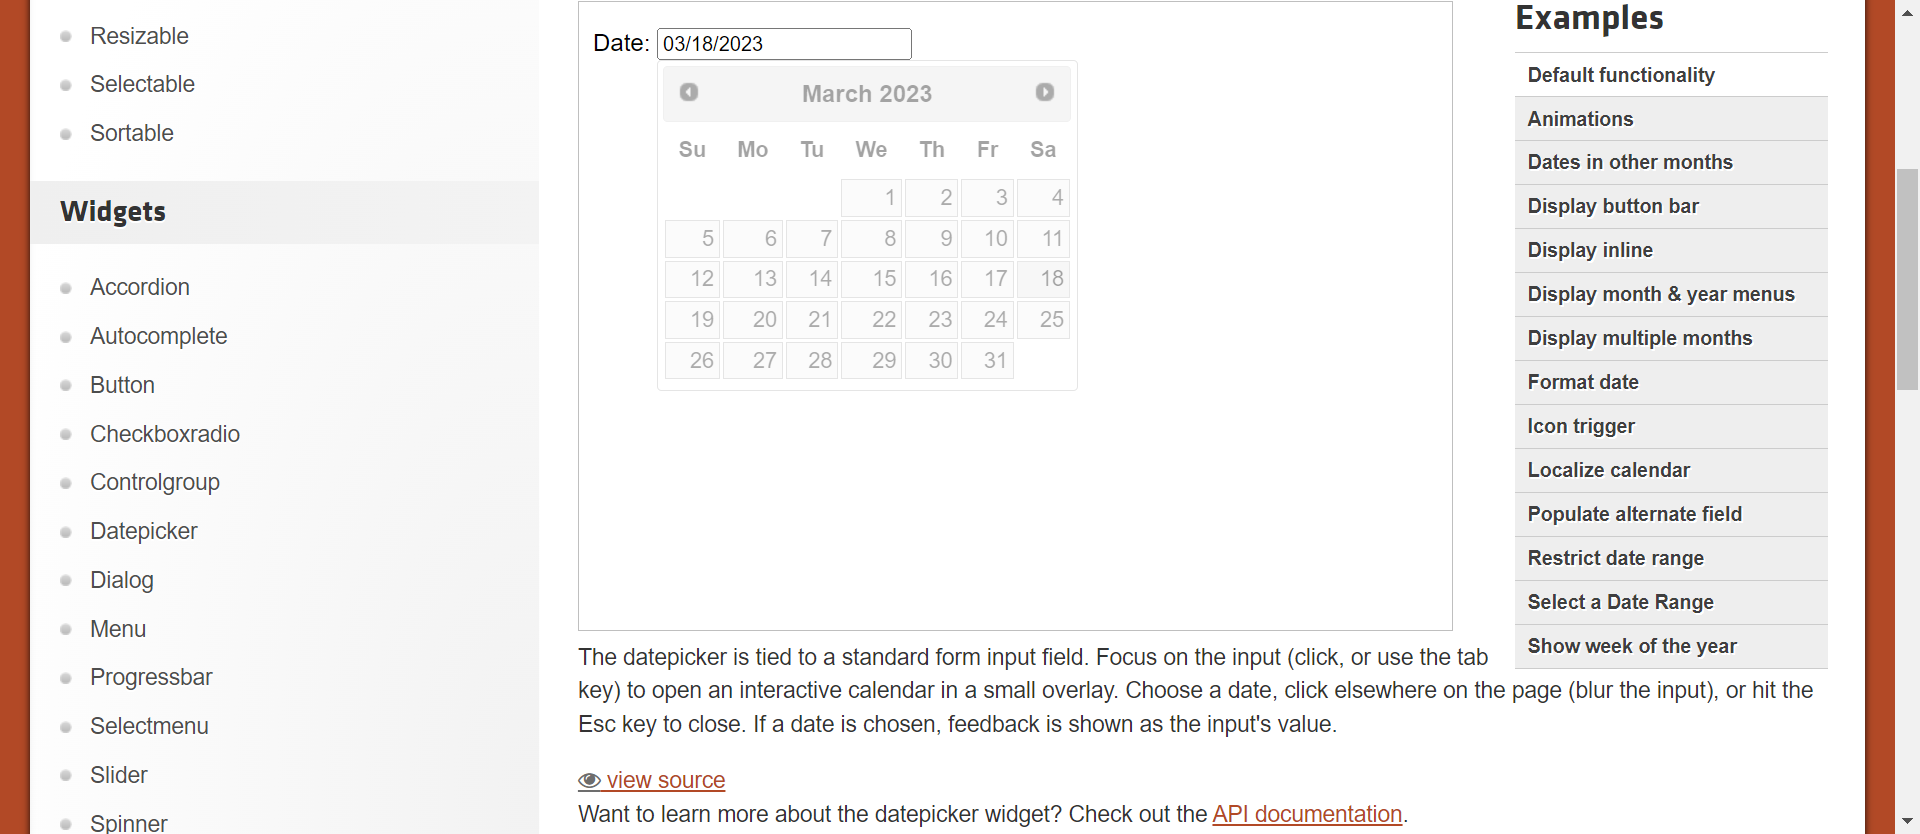 Resizable
Selectable
Sortable
Widgets
Accordion
Autocomplete
Button
Checkboxradio
Controlgroup
Datepicker
Dialog
Menu
Progressbar
Selectmenu
Slider
Spinner
Date: 03/18/2023
March 2023
Su Mo Tu We Th Fr Sa
1 2 3 4
5 6 7 8 9 10 11
12 13 14 15 16 17 18
19 20 21 22 23 24 25
26 27 28 29 30 31
The datepicker is tied to a standard form input field. Focus on the input (click, or use the tab
key) to open an interactive calendar in a small overlay. Choose a date, click elsewhere on the page (blur the input), or hit the
Esc key to close. If a date is chosen, feedback is shown as the input's value.
view source
Want to learn more about the datepicker widget? Check out the API documentation.
Examples
Default functionality
Animations
Dates in other months
Display button bar
Display inline
Display month & year menus
Display multiple months
Format date
Icon trigger
Localize calendar
Populate alternate field
Restrict date range
Select a Date Range
Show week of the year